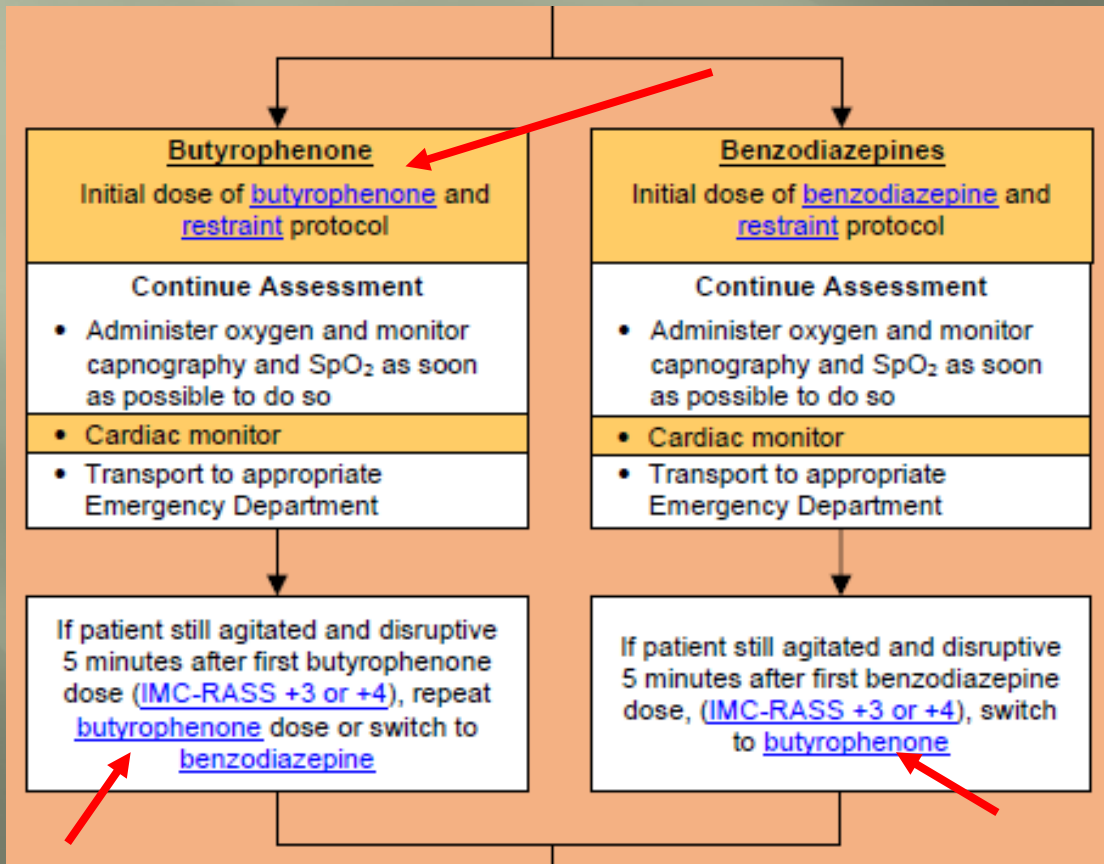 Butyrophenone
Initial dose of butyrophenone and
restraint protocol
Continue Assessment
• Administer oxygen and monitor
capnography and SpO₂ as soon
as possible to do so
• Cardiac monitor
• Transport to appropriate
Emergency Department
If patient still agitated and disruptive
5 minutes after first butyrophenone
dose (IMC-RASS +3 or +4), repeat
butyrophenone dose or switch to
benzodiazepine
Benzodiazepines
Initial dose of benzodiazepine and
restraint protocol
Continue Assessment
• Administer oxygen and monitor
capnography and SpO₂ as soon
as possible to do so
• Cardiac monitor
• Transport to appropriate
Emergency Department
If patient still agitated and disruptive
5 minutes after first benzodiazepine
dose, (IMC-RASS +3 or +4), switch
to butyrophenone